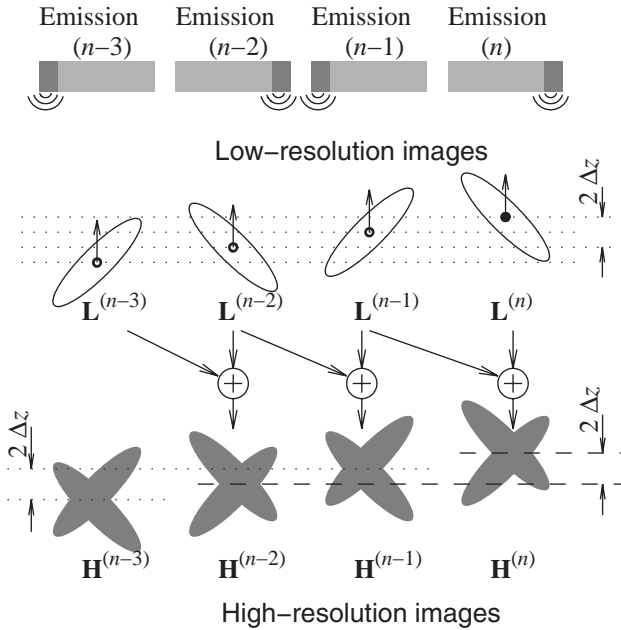 Emission Emission Emission Emission
(n−3) (n−2) (n−1) (n)
Low−resolution images
2 Δz
L(n−3) L(n−2) L(n−1) L(n)
+ + +
2 Δz
2 Δz
H(n−3) H(n−2) H(n−1) H(n)
High−resolution images